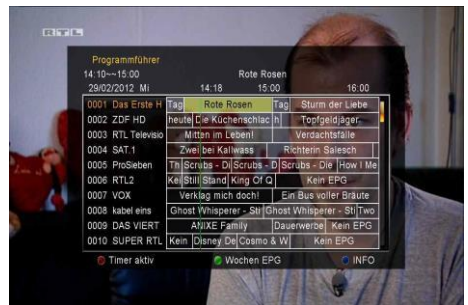 RTL
Programmführer
14:10~~15:00 Rote Rosen
29/02/2012 Mi 14:18 15:00 16:00
0001 Das Erste H Tag Rote Rosen Tag Sturm der Liebe
0002 ZDF HD heute Die Küchenschlac h Topfgeldjäger
0003 RTL Televisio Mitten im Leben! Verdachtsfälle
0004 SAT.1 Zwei bei Kallwass Richterin Salesch
0005 ProSieben Th Scrubs - Di Scrubs - D Scrubs - Die How I Me
0006 RTL2 Kei Still Stand King Of Q Kein EPG
0007 VOX Verklag mich doch! Ein Bus voller Bräute
0008 kabel eins Ghost Whisperer - Sti Ghost Whisperer - Sti Two
0009 DAS VIERT ANIXE Family Dauerwerbe Kein EPG
0010 SUPER RTL Kein Disney De Cosmo & W Kein EPG
Timer aktiv Wochen EPG INFO